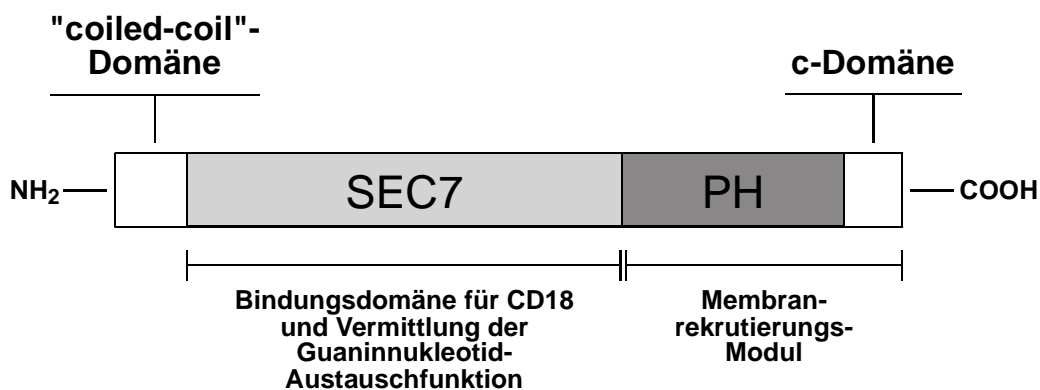 "coiled-coil"-
Domäne
c-Domäne
NH2
SEC7
PH
COOH
Bindungsdomäne für CD18
und Vermittlung der
Guaninnukleotid-
Austauschfunktion
Membran-
rekrutierungs-
Modul